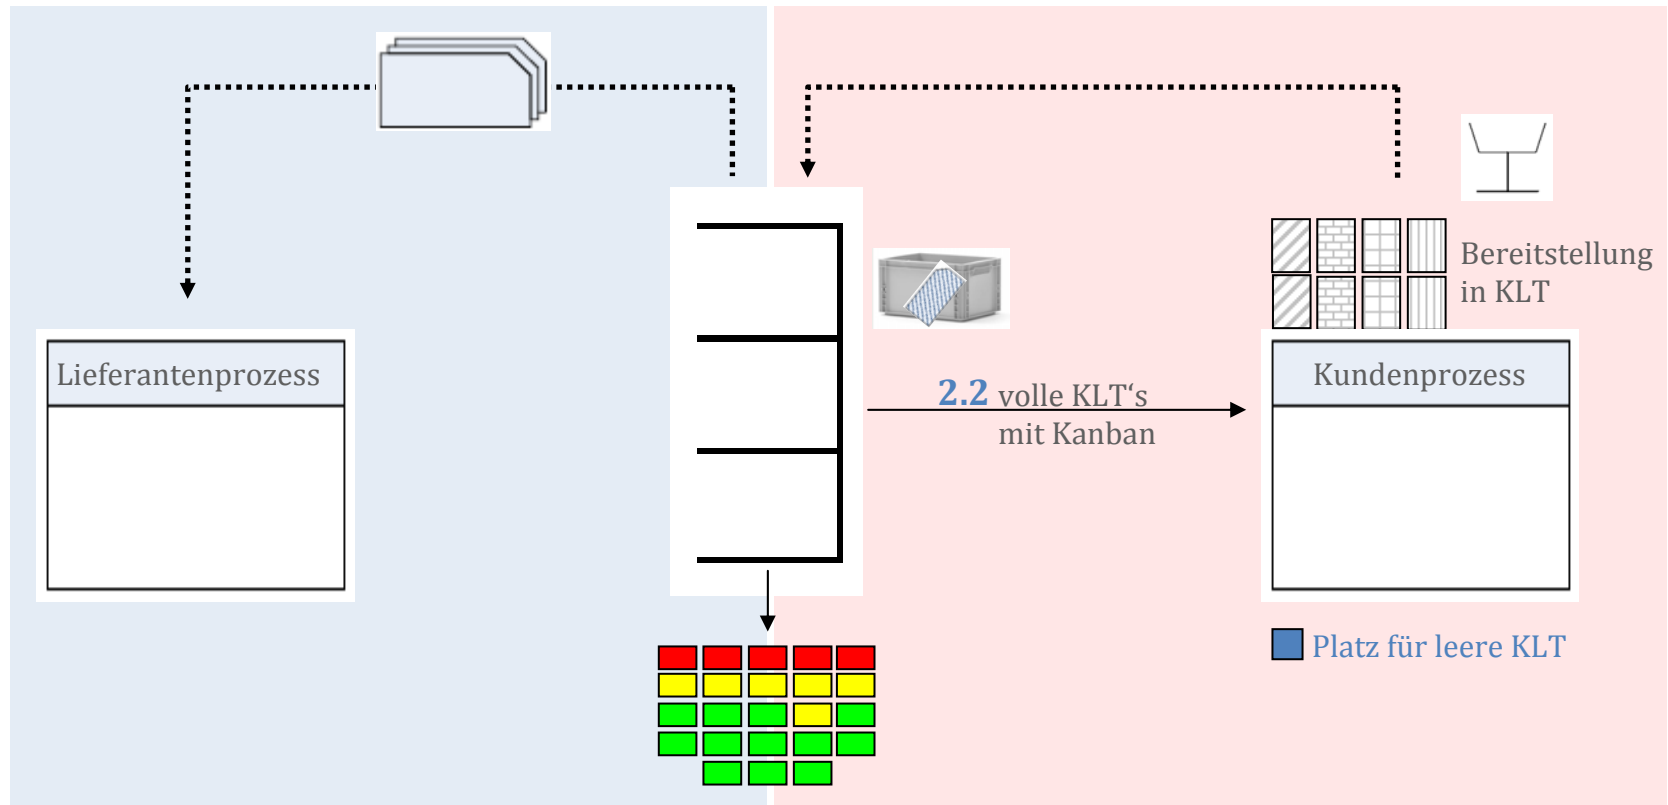 Bereitstellung
in KLT
Lieferantenprozess
Kundenprozess
2.2 volle KLT‘s
mit Kanban
Platz für leere KLT